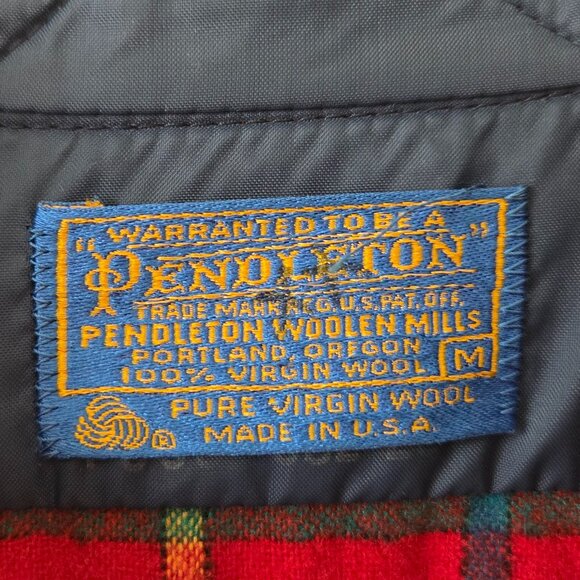 WARRANTED TO BE A
"PENDLETON"
TRADE MARK REG. U.S. PAT. OFF.
PENDLETON WOOLEN MILLS
PORTLAND, OREGON
100% VIRGIN WOOL M
PURE VIRGIN WOOL
® MADE IN U.S.A.